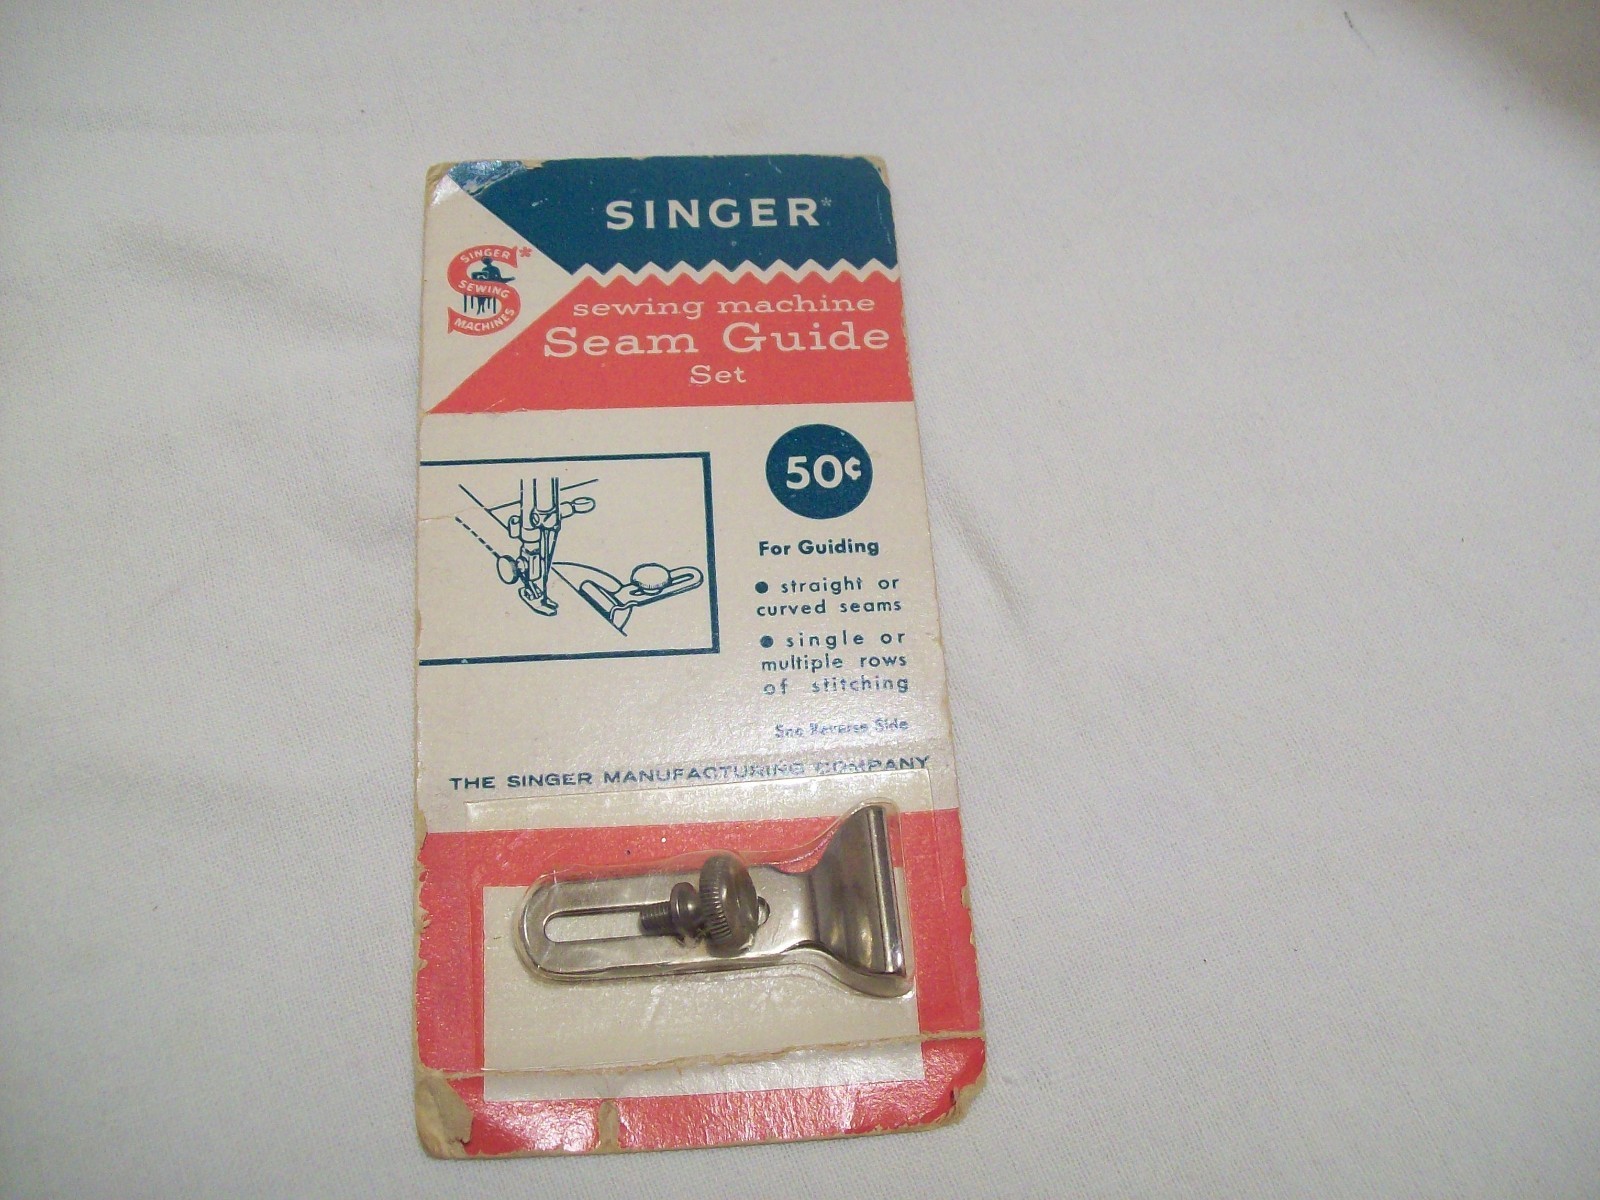 SINGER*
SINGER*
SEWING
MACHINES
sewing machine
Seam Guide
Set
50¢
For Guiding
● straight or
curved seams
● single or
multiple rows
of stitching
See Reverse Side
THE SINGER MANUFACTURING COMPANY